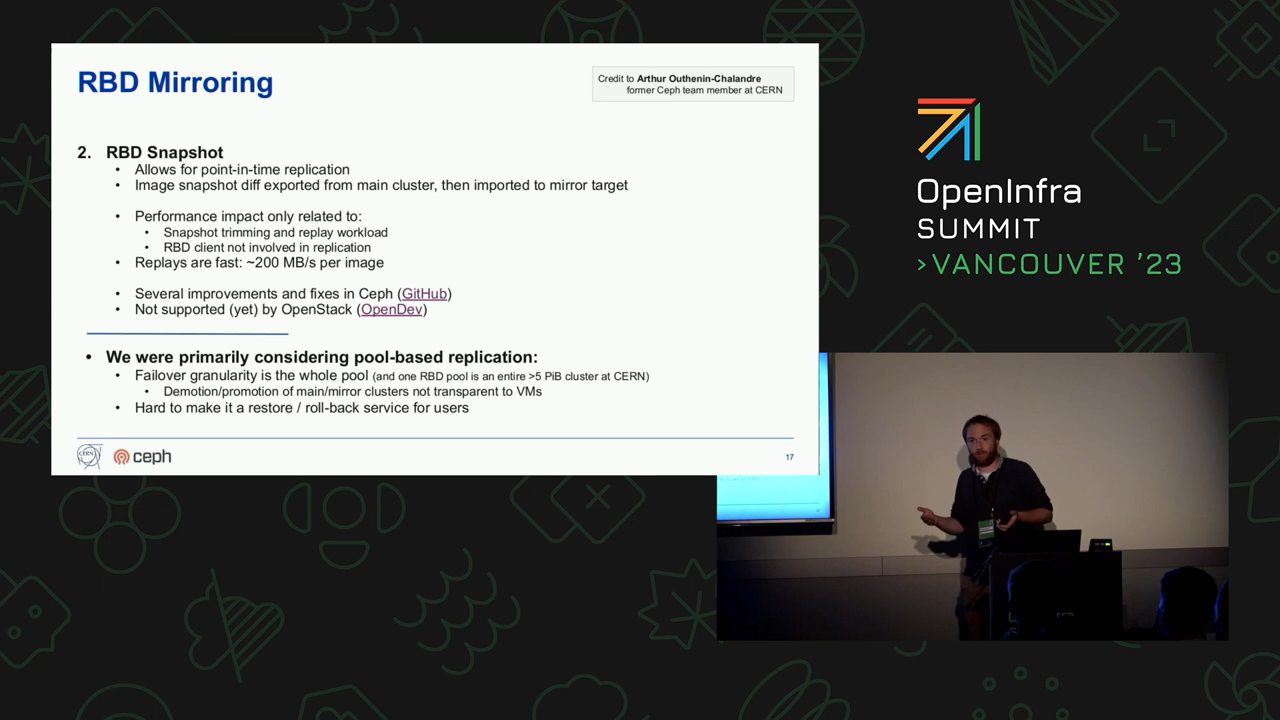 RBD Mirroring
Credit to Arthur Outhenin-Chalandre
former Ceph team member at CERN
2. RBD Snapshot
• Allows for point-in-time replication
• Image snapshot diff exported from main cluster, then imported to mirror target
• Performance impact only related to:
• Snapshot trimming and replay workload
• RBD client not involved in replication
• Replays are fast: ~200 MB/s per image
• Several improvements and fixes in Ceph (GitHub)
• Not supported (yet) by OpenStack (OpenDev)
• We were primarily considering pool-based replication:
• Failover granularity is the whole pool (and one RBD pool is an entire >5 PiB cluster at CERN)
• Demotion/promotion of main/mirror clusters not transparent to VMs
• Hard to make it a restore / roll-back service for users
CERN
ceph
17
OpenInfra
SUMMIT
>VANCOUVER ’23